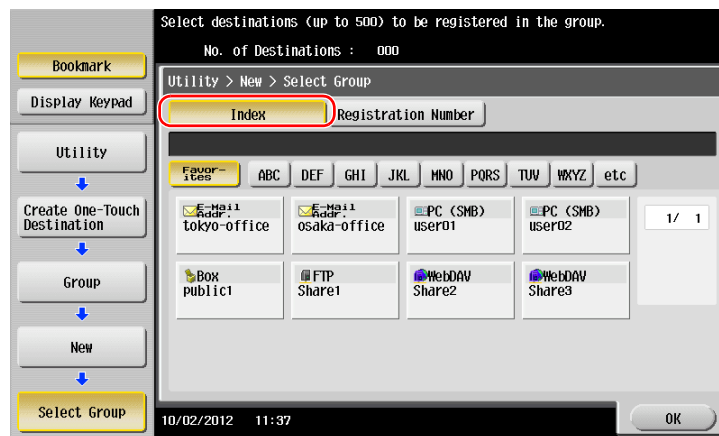 Select destinations (up to 500) to be registered in the group.
No. of Destinations : 000
Bookmark
Display Keypad
Utility
Create One-Touch
Destination
Group
New
Select Group
Utility > New > Select Group
Index
Registration Number
Favor-
ites
ABC
DEF
GHI
JKL
MNO
PQRS
TUV
WXYZ
etc
E-Mail
Addr.
tokyo-office
E-Mail
Addr.
osaka-office
PC (SMB)
user01
PC (SMB)
user02
1/ 1
Box
public1
FTP
Share1
WebDAV
Share2
WebDAV
Share3
10/02/2012 11:37
OK